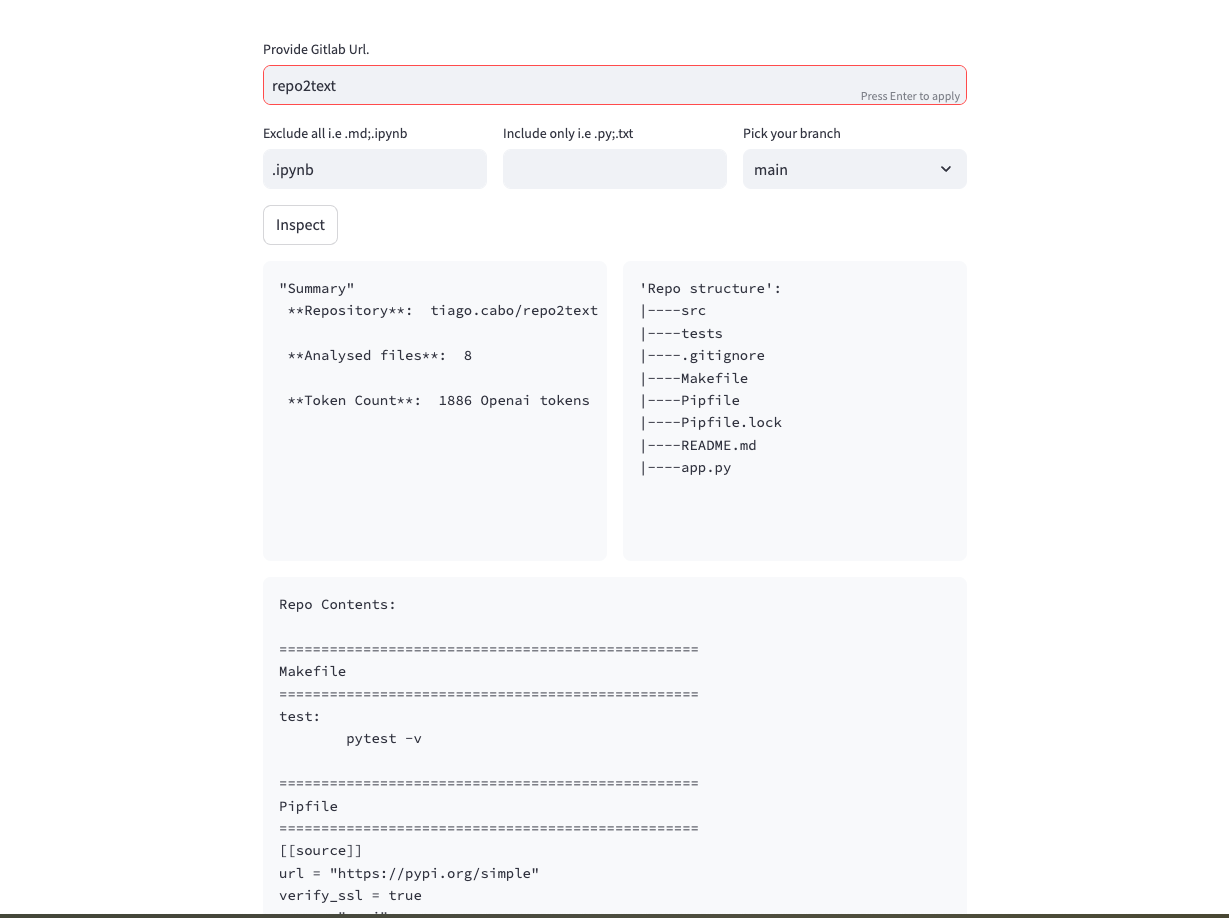 Provide Gitlab Url.
repo2text
Press Enter to apply
Exclude all i.e .md;.ipynb
Include only i.e .py;.txt
Pick your branch
.ipynb
main
Inspect
"Summary"
**Repository**:  tiago.cabo/repo2text
**Analysed files**:  8
**Token Count**:  1886 Openai tokens
'Repo structure':
|----src
|----tests
|----.gitignore
|----Makefile
|----Pipfile
|----Pipfile.lock
|----README.md
|----app.py
Repo Contents:
==================================================
Makefile
==================================================
test:
        pytest -v
==================================================
Pipfile
==================================================
[[source]]
url = "https://pypi.org/simple"
verify_ssl = true